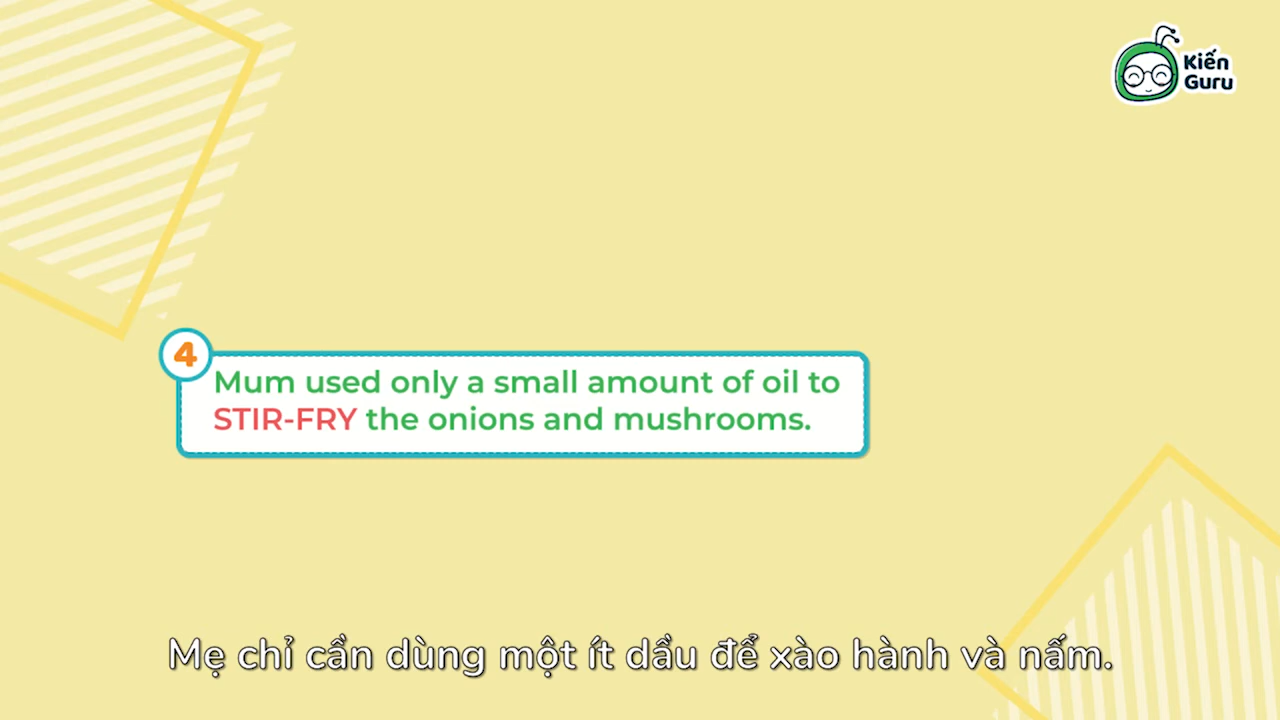 Kiến
Guru
4
Mum used only a small amount of oil to
STIR-FRY the onions and mushrooms.
Mẹ chỉ cần dùng một ít dầu để xào hành và nấm.